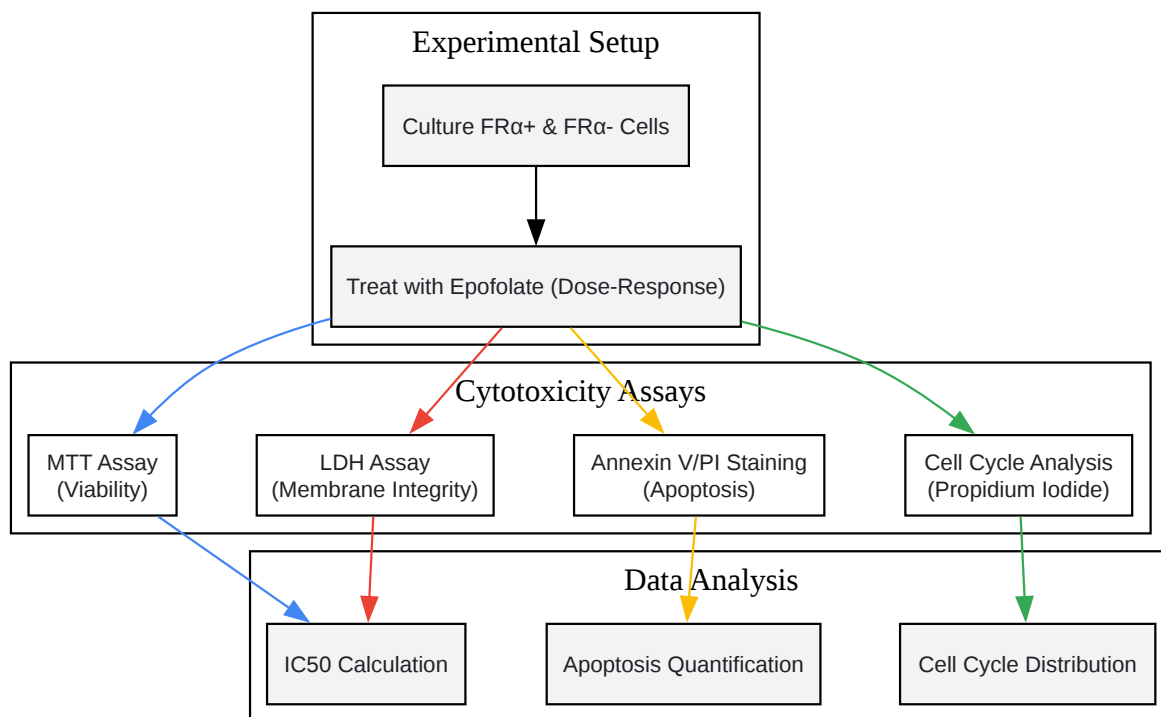 Experimental Setup
Culture FRα+ & FRα- Cells
Treat with Epofolate (Dose-Response)
Cytotoxicity Assays
MTT Assay
(Viability)
LDH Assay
(Membrane Integrity)
Annexin V/PI Staining
(Apoptosis)
Cell Cycle Analysis
(Propidium Iodide)
Data Analysis
IC50 Calculation
Apoptosis Quantification
Cell Cycle Distribution